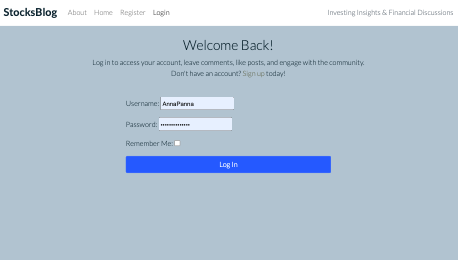 StocksBlog About Home Register Login Investing Insights & Financial Discussions
Welcome Back!
Log in to access your account, leave comments, like posts, and engage with the community.
Don't have an account? Sign up today!
Username: AnnaPanna
Password: ••••••••••••••
Remember Me:
Log In